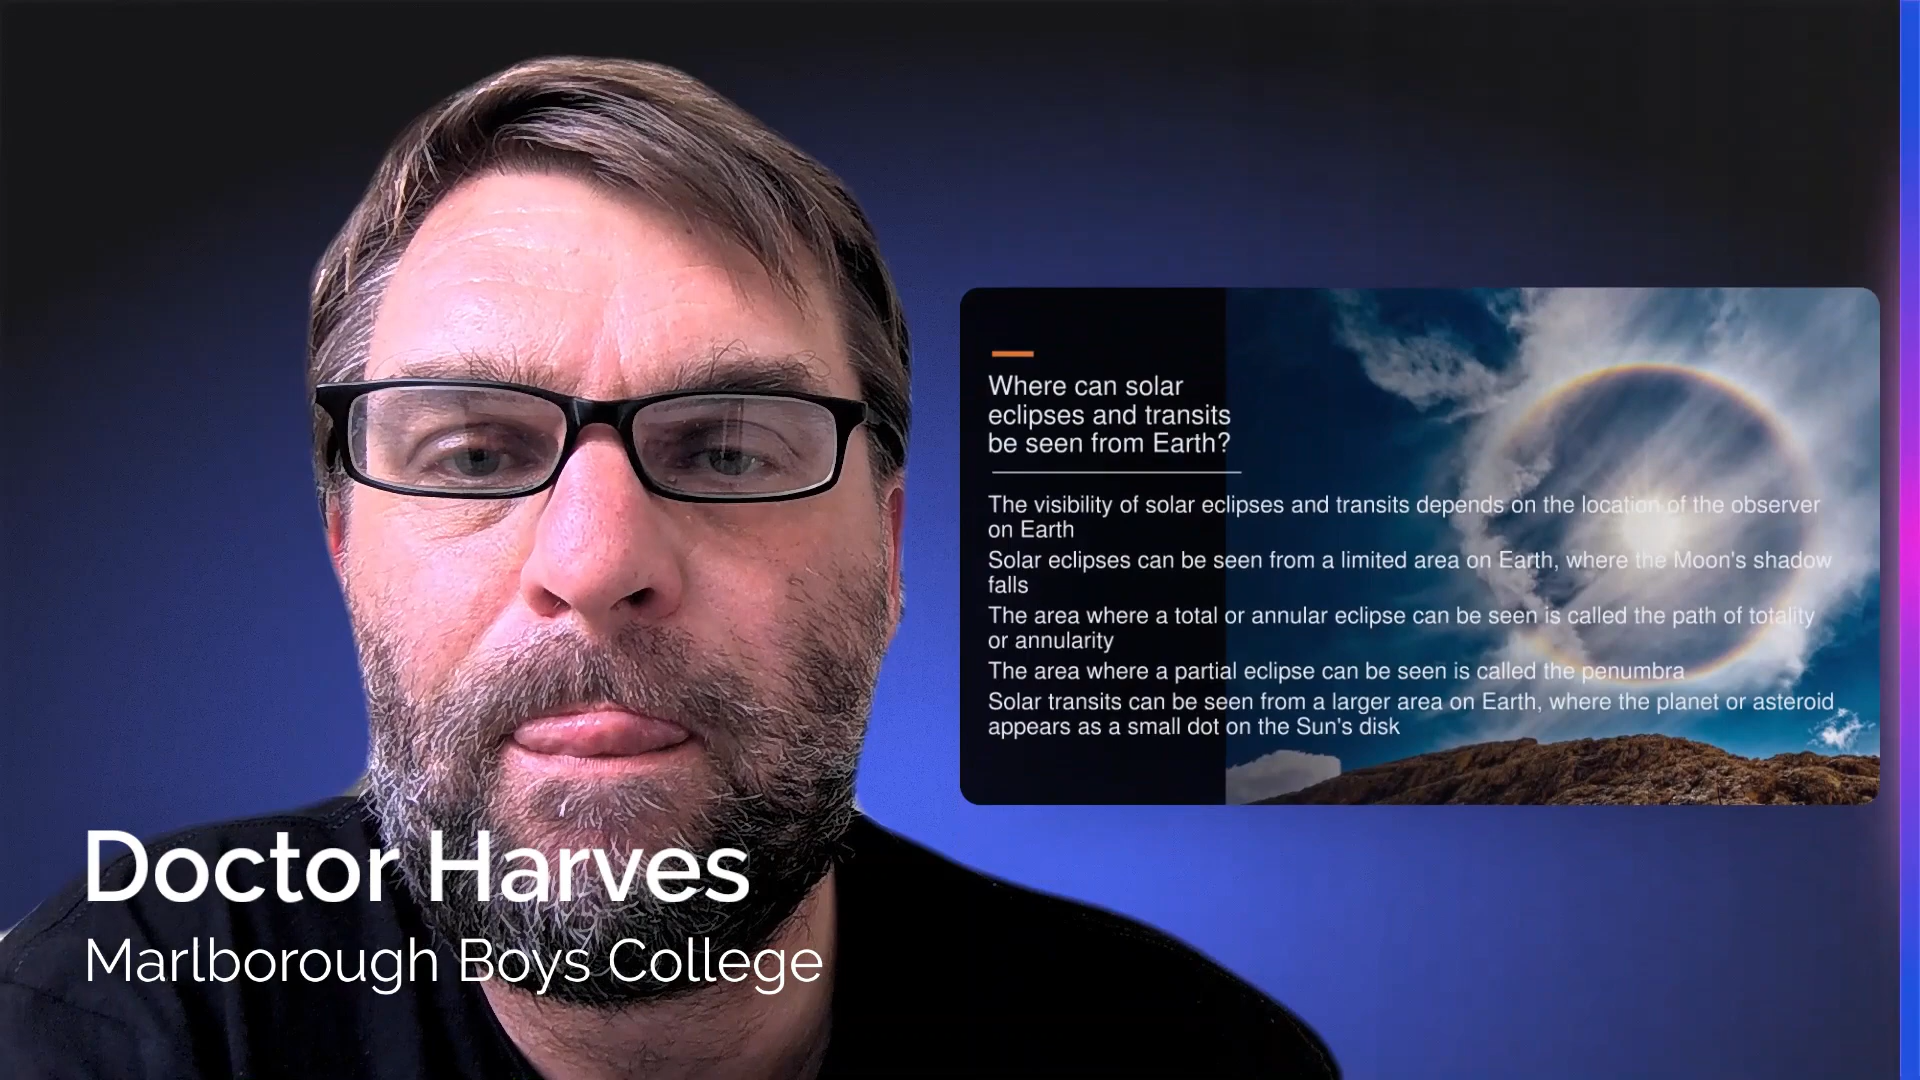 Where can solar
eclipses and transits
be seen from Earth?
The visibility of solar eclipses and transits depends on the location of the observer
on Earth
Solar eclipses can be seen from a limited area on Earth, where the Moon's shadow
falls
The area where a total or annular eclipse can be seen is called the path of totality
or annularity
The area where a partial eclipse can be seen is called the penumbra
Solar transits can be seen from a larger area on Earth, where the planet or asteroid
appears as a small dot on the Sun's disk
Doctor Harves
Marlborough Boys College